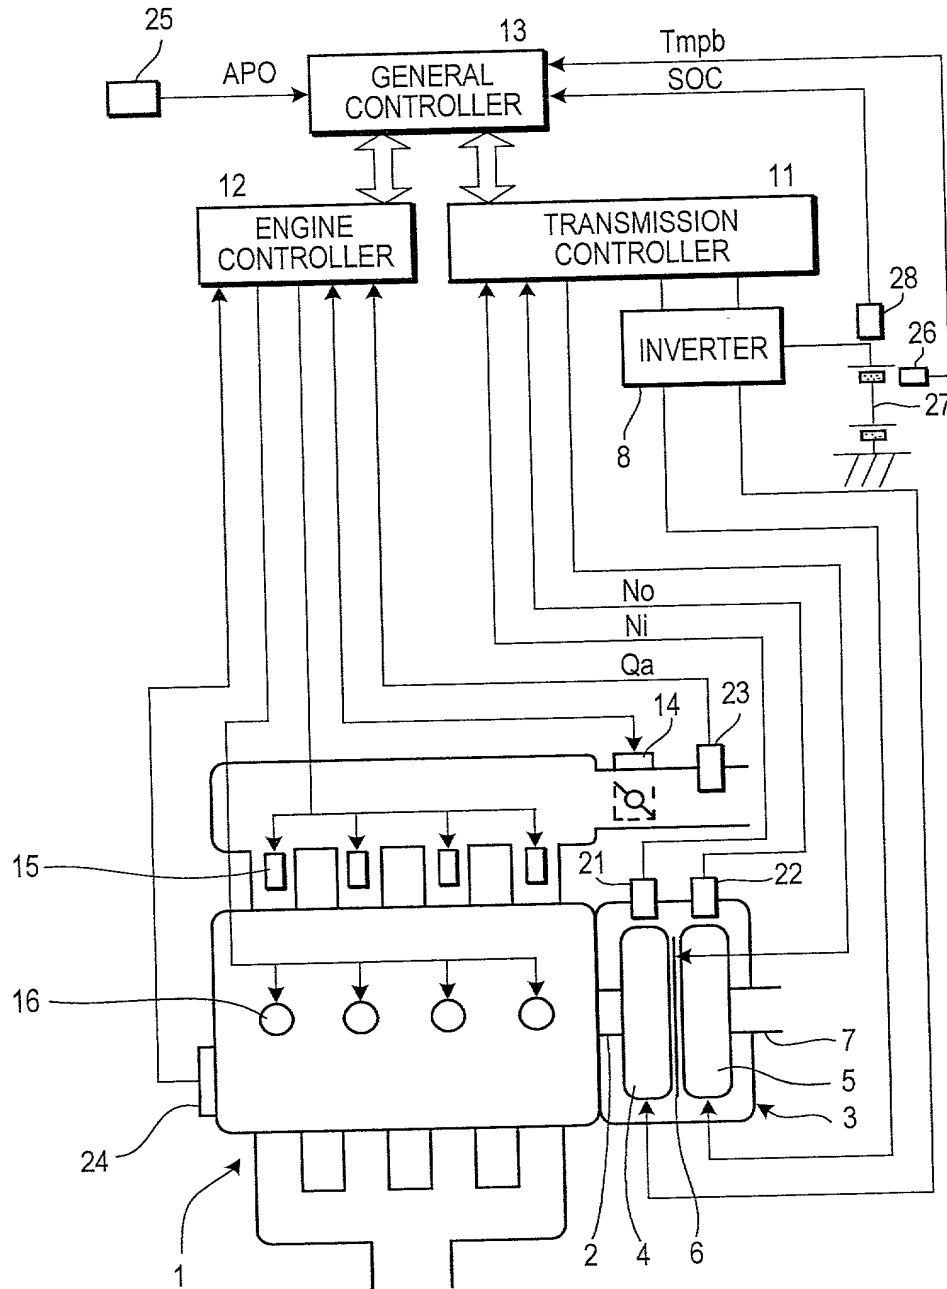 25
13
Tmpb
APO
GENERAL
CONTROLLER
SOC
12
11
ENGINE
CONTROLLER
TRANSMISSION
CONTROLLER
28
26
INVERTER
27
8
No
Ni
Qa
14
23
15
21
22
16
7
5
3
24
1
2
4
6